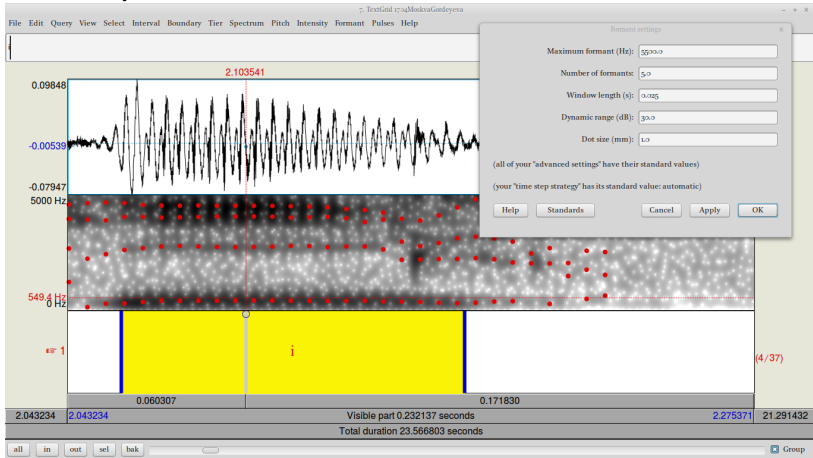 7. TextGrid 1704MoskvaGordeyeva
File Edit Query View Select Interval Boundary Tier Spectrum Pitch Intensity Formant Pulses Help
Formant settings
Maximum formant (Hz): 5500.0
Number of formants: 5.0
Window length (s): 0.025
Dynamic range (dB): 30.0
Dot size (mm): 1.0
(all of your "advanced settings" have their standard values)
(your "time step strategy" has its standard value: automatic)
Help Standards Cancel Apply OK
i
2.103541
0.09848
-0.00539
-0.07947
5000 Hz
549.4 Hz
0 Hz
1
i
(4/37)
0.060307 0.171830
2.043234 2.043234 Visible part 0.232137 seconds 2.275371 21.291432
Total duration 23.566803 seconds
all in out sel bak Group